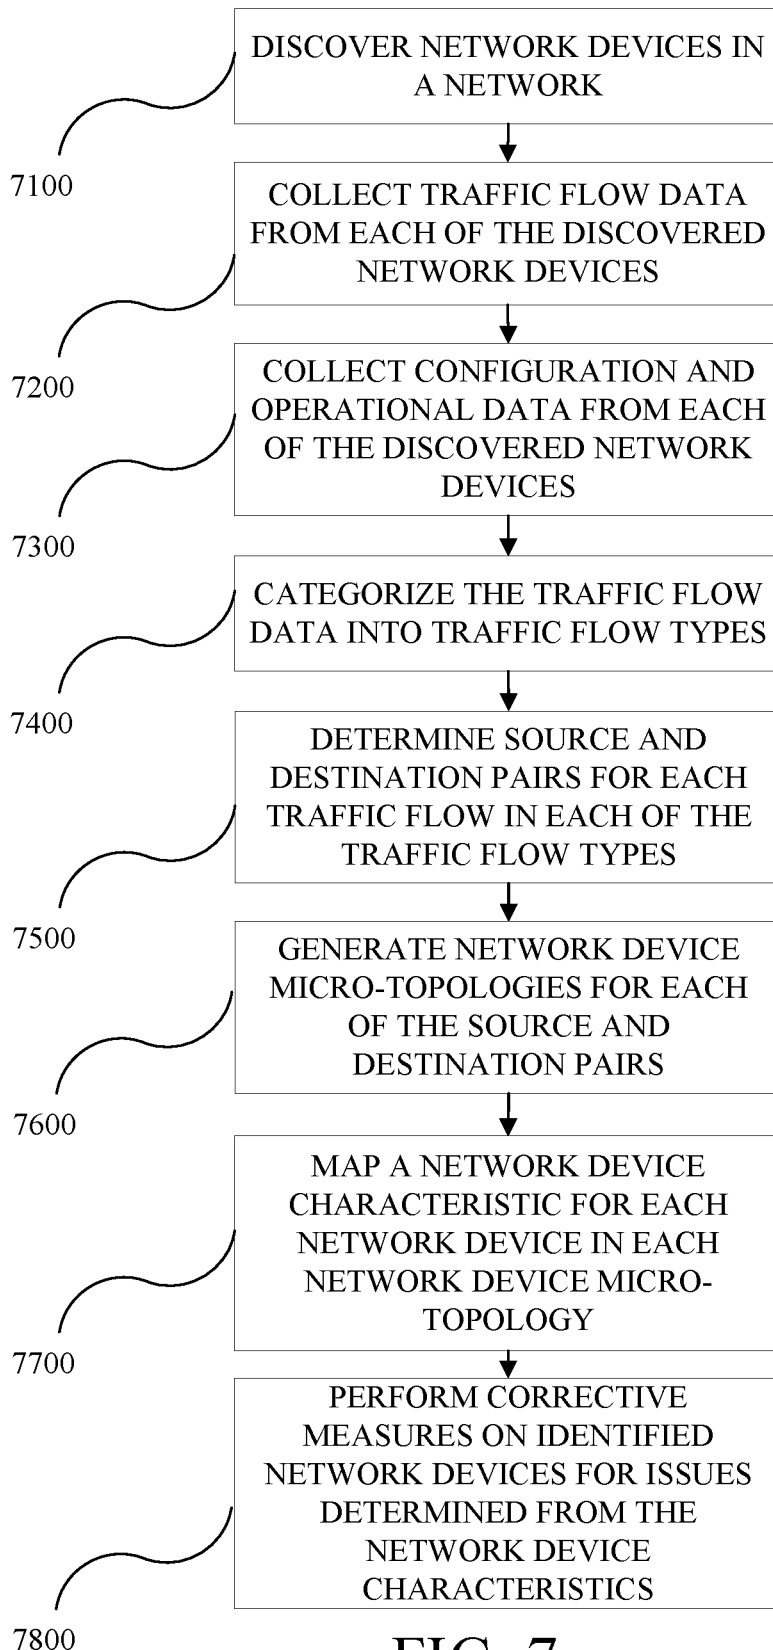 DISCOVER NETWORK DEVICES IN
A NETWORK
7100
COLLECT TRAFFIC FLOW DATA
FROM EACH OF THE DISCOVERED
NETWORK DEVICES
7200
COLLECT CONFIGURATION AND
OPERATIONAL DATA FROM EACH
OF THE DISCOVERED NETWORK
DEVICES
7300
CATEGORIZE THE TRAFFIC FLOW
DATA INTO TRAFFIC FLOW TYPES
7400
DETERMINE SOURCE AND
DESTINATION PAIRS FOR EACH
TRAFFIC FLOW IN EACH OF THE
TRAFFIC FLOW TYPES
7500
GENERATE NETWORK DEVICE
MICRO-TOPOLOGIES FOR EACH
OF THE SOURCE AND
DESTINATION PAIRS
7600
MAP A NETWORK DEVICE
CHARACTERISTIC FOR EACH
NETWORK DEVICE IN EACH
NETWORK DEVICE MICRO-
TOPOLOGY
7700
PERFORM CORRECTIVE
MEASURES ON IDENTIFIED
NETWORK DEVICES FOR ISSUES
DETERMINED FROM THE
NETWORK DEVICE
CHARACTERISTICS
7800
FIG. 7